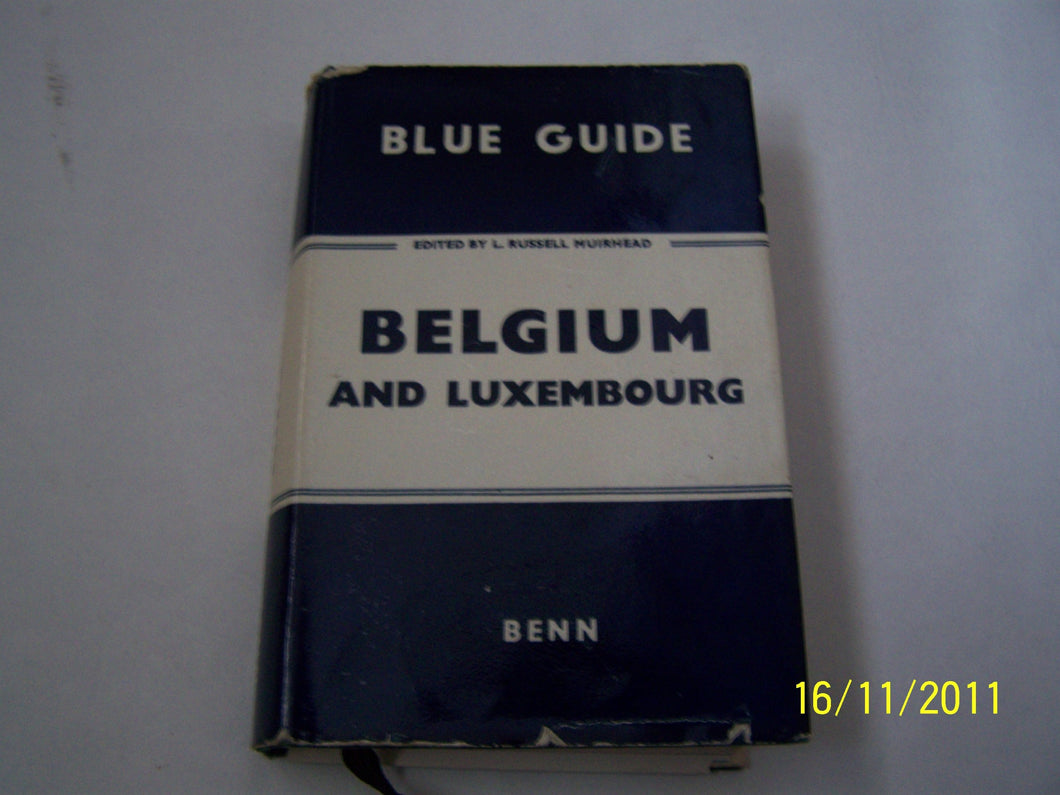 BLUE GUIDE
EDITED BY L. RUSSELL MUIRHEAD
BELGIUM
AND LUXEMBOURG
BENN
16/11/2011